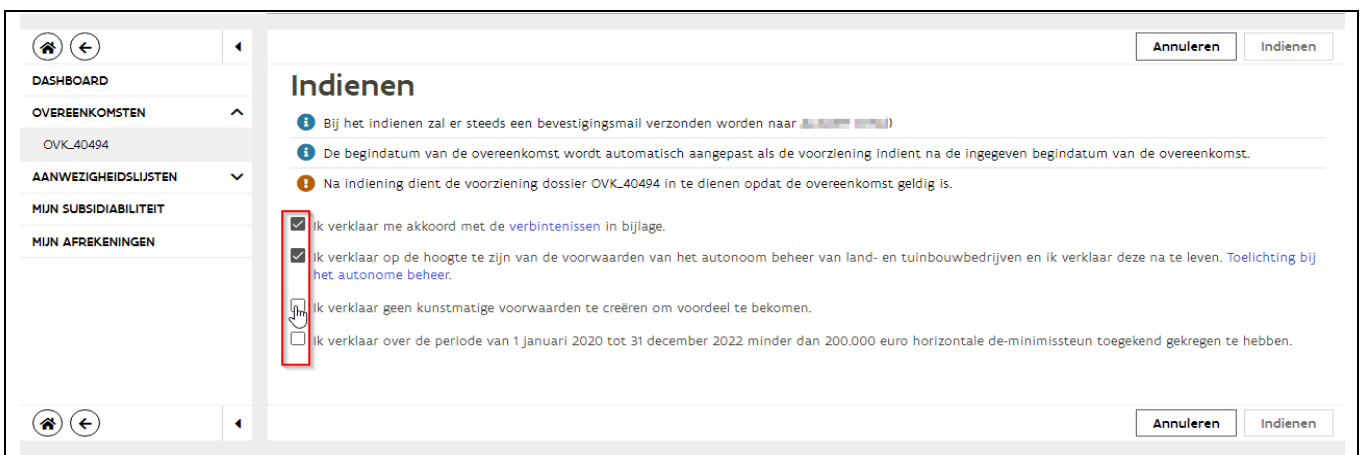 Annuleren Indienen
DASHBOARD
OVEREENKOMSTEN
OVK_40494
AANWEZIGHEIDSLIJSTEN
MIJN SUBSIDIABILITEIT
MIJN AFREKENINGEN
Indienen
Bij het indienen zal er steeds een bevestigingsmail verzonden worden naar )
De begindatum van de overeenkomst wordt automatisch aangepast als de voorziening indient na de ingegeven begindatum van de overeenkomst.
Na indiening dient de voorziening dossier OVK_40494 in te dienen opdat de overeenkomst geldig is.
Ik verklaar me akkoord met de verbintenissen in bijlage.
Ik verklaar op de hoogte te zijn van de voorwaarden van het autonoom beheer van land- en tuinbouwbedrijven en ik verklaar deze na te leven. Toelichting bij
het autonome beheer.
Ik verklaar geen kunstmatige voorwaarden te creëren om voordeel te bekomen.
Ik verklaar over de periode van 1 januari 2020 tot 31 december 2022 minder dan 200.000 euro horizontale de-minimissteun toegekend gekregen te hebben.
Annuleren Indienen